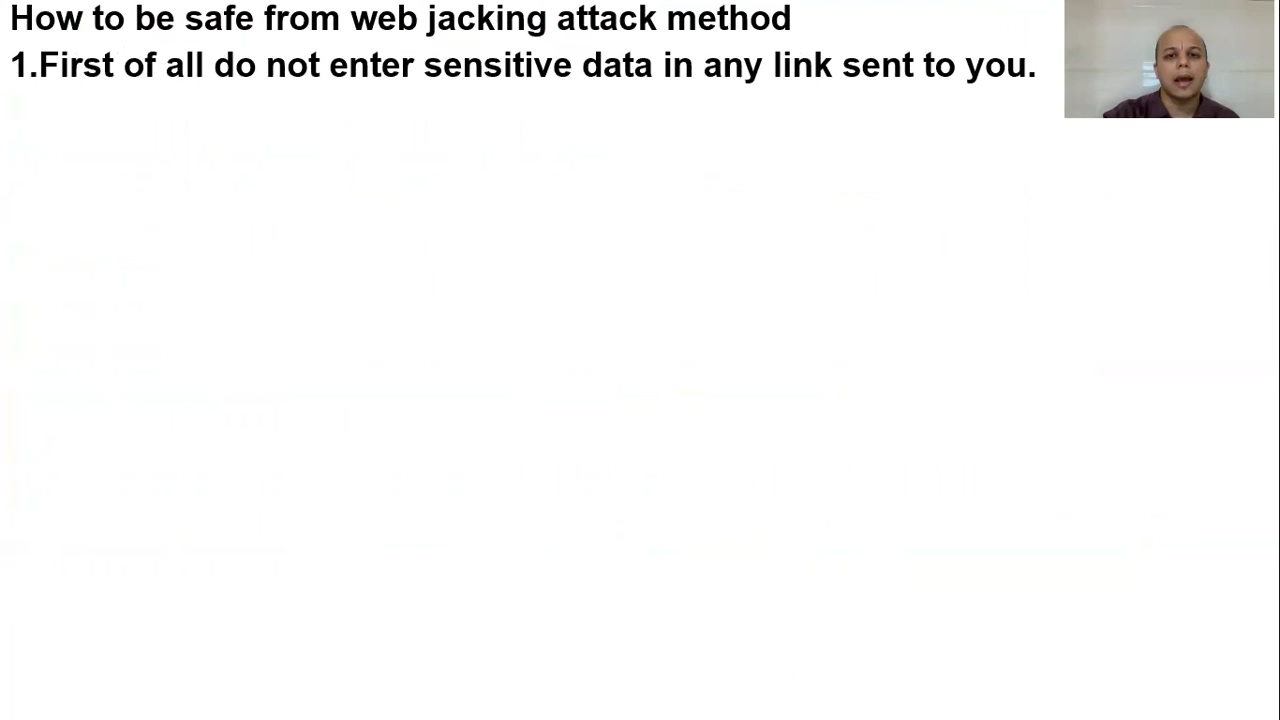 How to be safe from web jacking attack method
1.First of all do not enter sensitive data in any link sent to you.